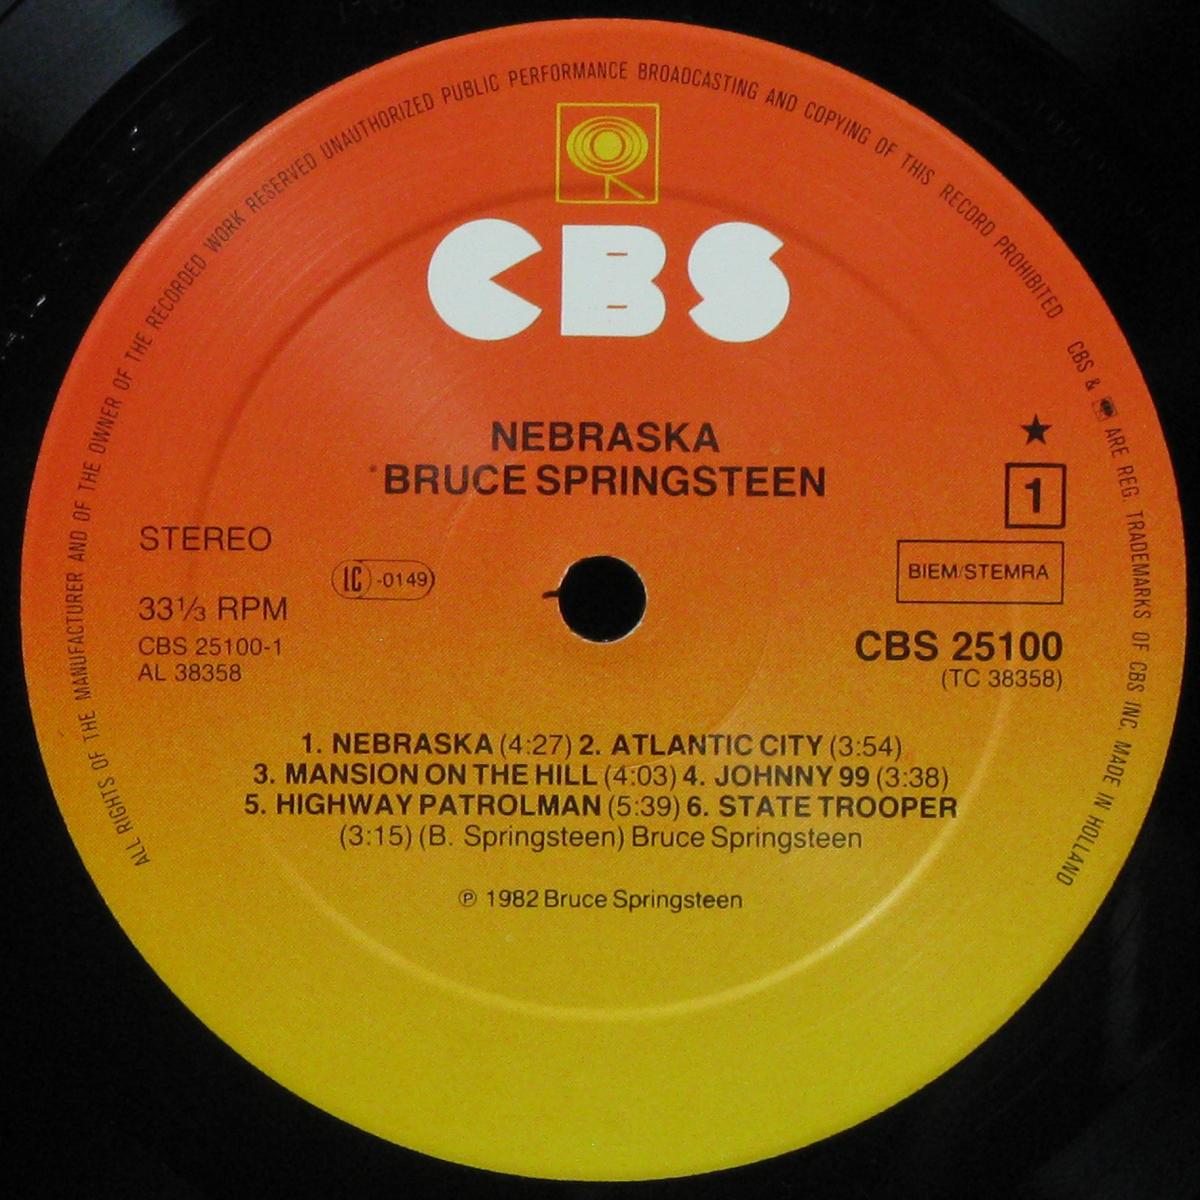 ALL RIGHTS OF THE MANUFACTURER AND OF THE OWNER OF THE RECORDED WORK RESERVED UNAUTHORIZED PUBLIC PERFORMANCE BROADCASTING AND COPYING OF THIS RECORD PROHIBITED CBS & ARE REG. TRADEMARKS OF CBS INC. MADE IN HOLLAND
CBS
NEBRASKA
BRUCE SPRINGSTEEN
★
1
STEREO
LC -0149
BIEM/STEMRA
33⅓ RPM
CBS 25100-1
AL 38358
CBS 25100
(TC 38358)
1. NEBRASKA (4:27) 2. ATLANTIC CITY (3:54)
3. MANSION ON THE HILL (4:03) 4. JOHNNY 99 (3:38)
5. HIGHWAY PATROLMAN (5:39) 6. STATE TROOPER
(3:15) (B. Springsteen) Bruce Springsteen
℗ 1982 Bruce Springsteen